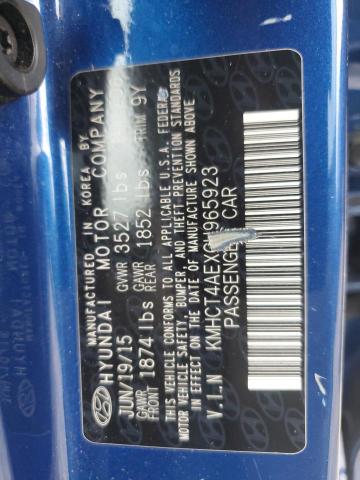 MANUFACTURED IN KOREA BY
HYUNDAI MOTOR COMPANY
JUN/19/15 GVWR 3527 lbs
GAWR FRONT 1874 lbs GAWR REAR 1852 lbs TRIM 9Y
THIS VEHICLE CONFORMS TO ALL APPLICABLE U.S.A. FEDERAL
MOTOR VEHICLE SAFETY, BUMPER, AND THEFT PREVENTION STANDARDS
IN EFFECT ON THE DATE OF MANUFACTURE SHOWN ABOVE.
V.I.N
PASSENGER CAR